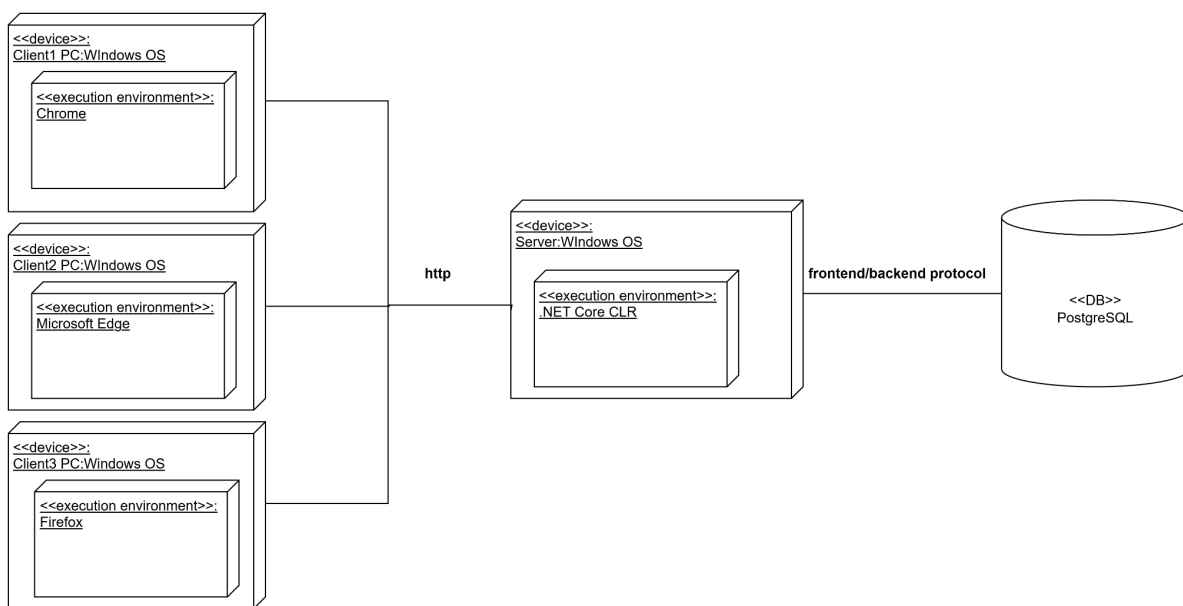 <<device>>:
Client1 PC:WIndows OS
<<execution environment>>:
Chrome
<<device>>:
Client2 PC:WIndows OS
<<execution environment>>:
Microsoft Edge
<<device>>:
Client3 PC:Windows OS
<<execution environment>>:
Firefox
http
<<device>>:
Server:WIndows OS
<<execution environment>>:
.NET Core CLR
frontend/backend protocol
<<DB>>
PostgreSQL